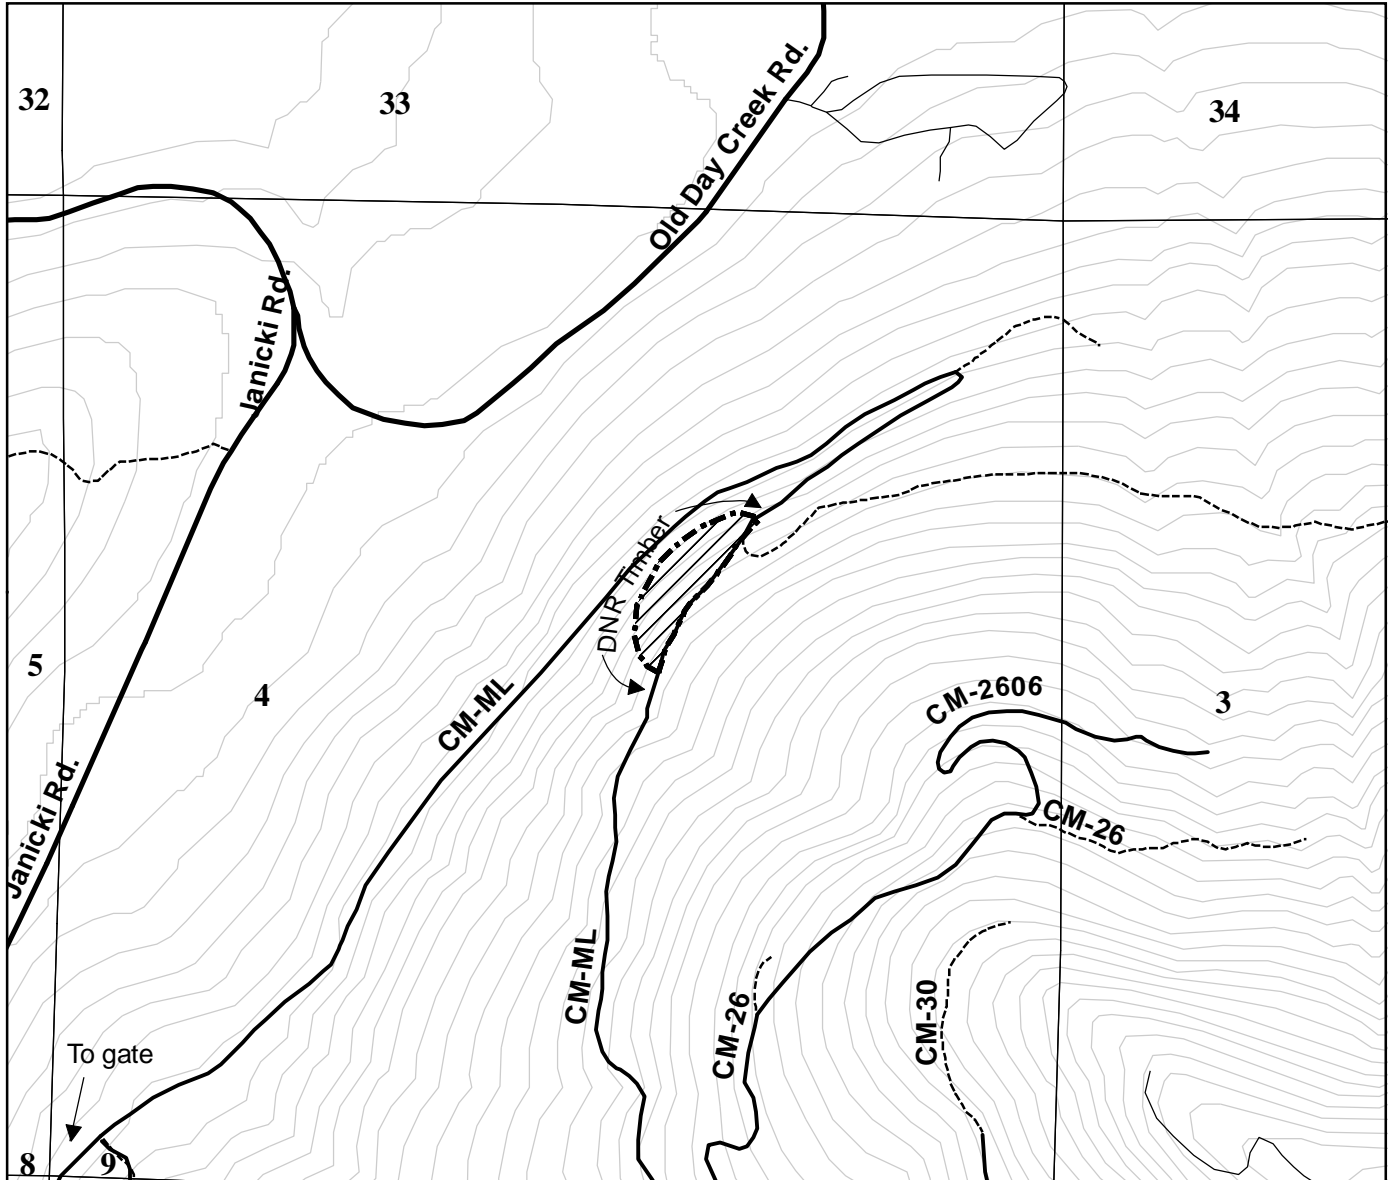 32
33
Old Day Creek Rd.
34
Janicki Rd.
DNR Timber
5
4
CM-ML
CM-2606
3
Janicki Rd.
CM-26
CM-ML
CM-26
CM-30
To gate
8
9